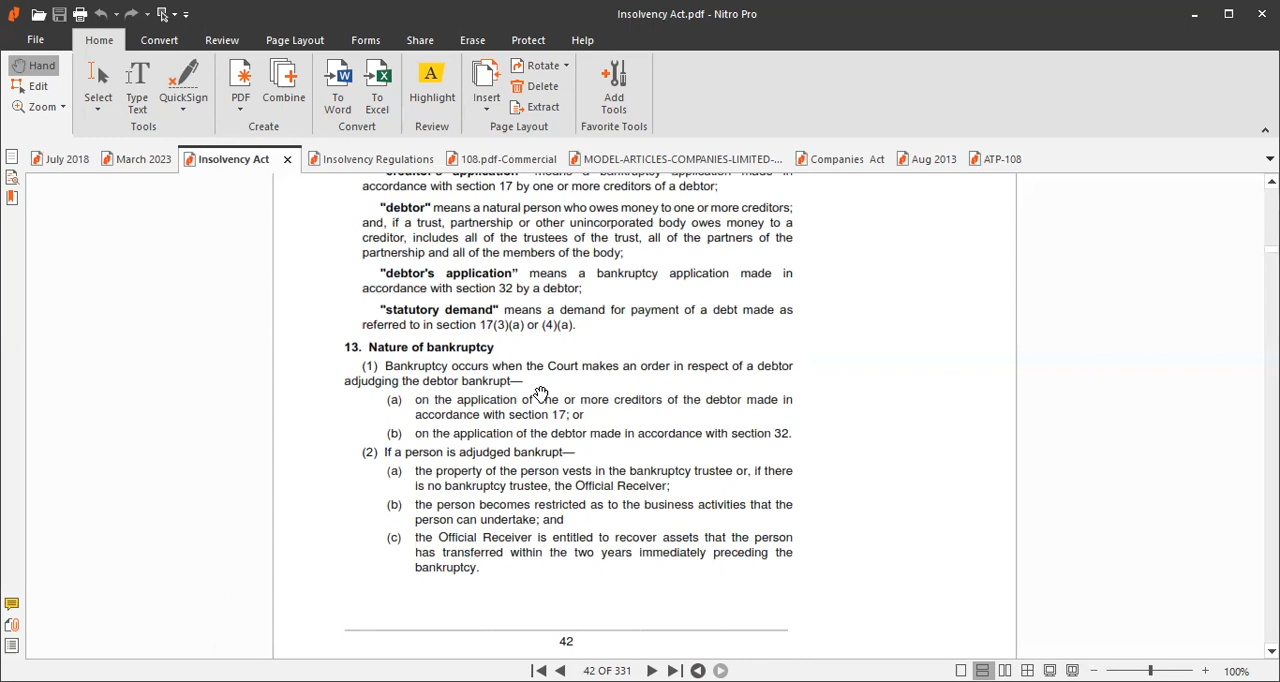 Insolvency Act.pdf - Nitro Pro
File Home Convert Review Page Layout Forms Share Erase Protect Help
Hand
Edit
Zoom
Select
Type Text
QuickSign
Tools
PDF
Combine
Create
To Word
To Excel
Convert
Highlight
Review
Insert
Rotate
Delete
Extract
Page Layout
Add Tools
Favorite Tools
July 2018 March 2023 Insolvency Act Insolvency Regulations 108.pdf-Commercial MODEL-ARTICLES-COMPANIES-LIMITED-... Companies Act Aug 2013 ATP-108
"creditor's application" means a bankruptcy application made in
accordance with section 17 by one or more creditors of a debtor;
"debtor" means a natural person who owes money to one or more creditors;
and, if a trust, partnership or other unincorporated body owes money to a
creditor, includes all of the trustees of the trust, all of the partners of the
partnership and all of the members of the body;
"debtor's application" means a bankruptcy application made in
accordance with section 32 by a debtor;
"statutory demand" means a demand for payment of a debt made as
referred to in section 17(3)(a) or (4)(a).
13. Nature of bankruptcy
(1) Bankruptcy occurs when the Court makes an order in respect of a debtor
adjudging the debtor bankrupt—
(a) on the application of one or more creditors of the debtor made in
accordance with section 17; or
(b) on the application of the debtor made in accordance with section 32.
(2) If a person is adjudged bankrupt—
(a) the property of the person vests in the bankruptcy trustee or, if there
is no bankruptcy trustee, the Official Receiver;
(b) the person becomes restricted as to the business activities that the
person can undertake; and
(c) the Official Receiver is entitled to recover assets that the person
has transferred within the two years immediately preceding the
bankruptcy.
42
42 OF 331
100%